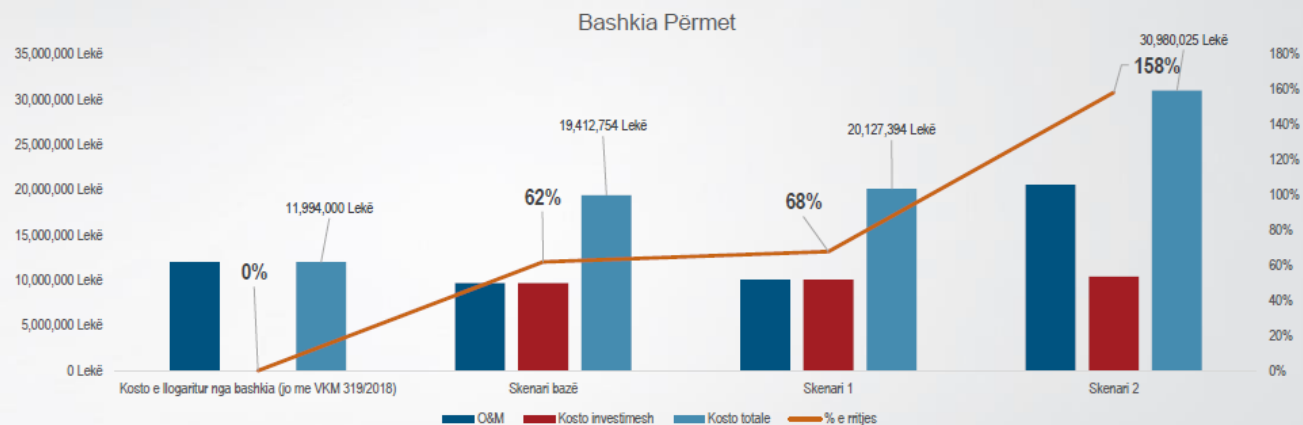 Bashkia Përmet
35,000,000 Lekë
30,000,000 Lekë
25,000,000 Lekë
20,000,000 Lekë
15,000,000 Lekë
10,000,000 Lekë
5,000,000 Lekë
0 Lekë
180%
160%
140%
120%
100%
80%
60%
40%
20%
0%
11,994,000 Lekë
0%
19,412,754 Lekë
62%
20,127,394 Lekë
68%
30,980,025 Lekë
158%
Kosto e llogaritur nga bashkia (jo me VKM 319/2018)
Skenari bazë
Skenari 1
Skenari 2
O&M
Kosto investimesh
Kosto totale
% e rritjes